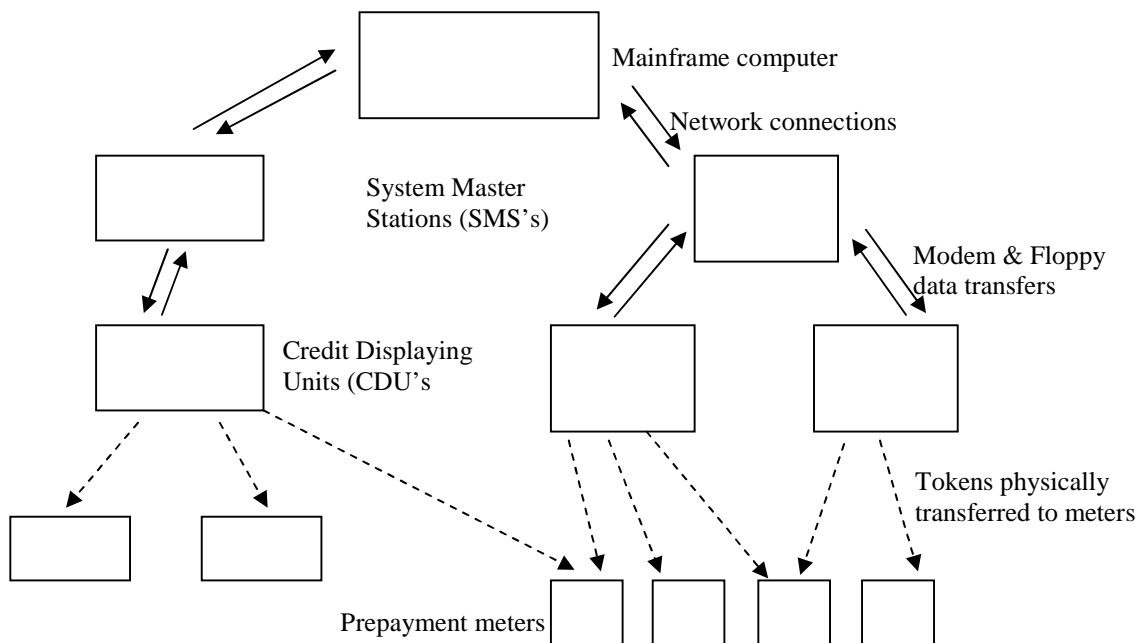 Mainframe computer
Network connections
System Master
Stations (SMS’s)
Modem & Floppy
data transfers
Credit Displaying
Units (CDU’s
Tokens physically
transferred to meters
Prepayment meters